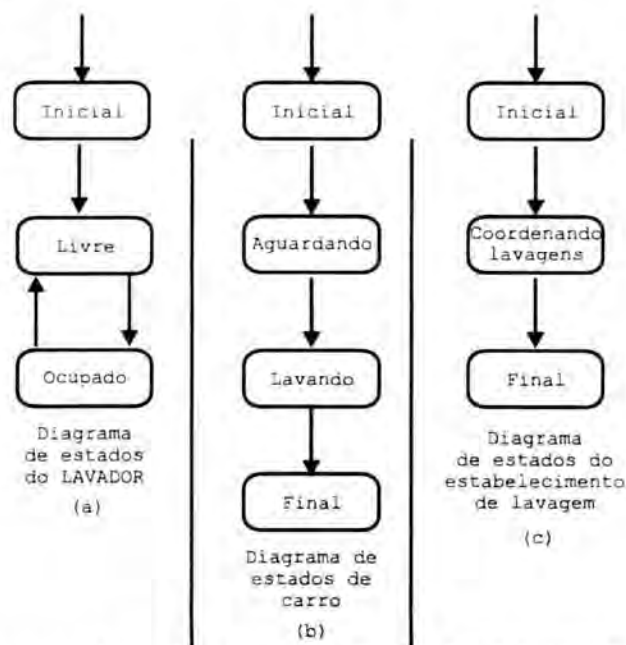 Inicial
Livre
Ocupado
Diagrama
de estados
do LAVADOR
(a)
Inicial
Aguardando
Lavando
Final
Diagrama de
estados de
carro
(b)
Inicial
Coordenando
lavagens
Final
Diagrama
de estados do
estabelecimento
de lavagem
(c)